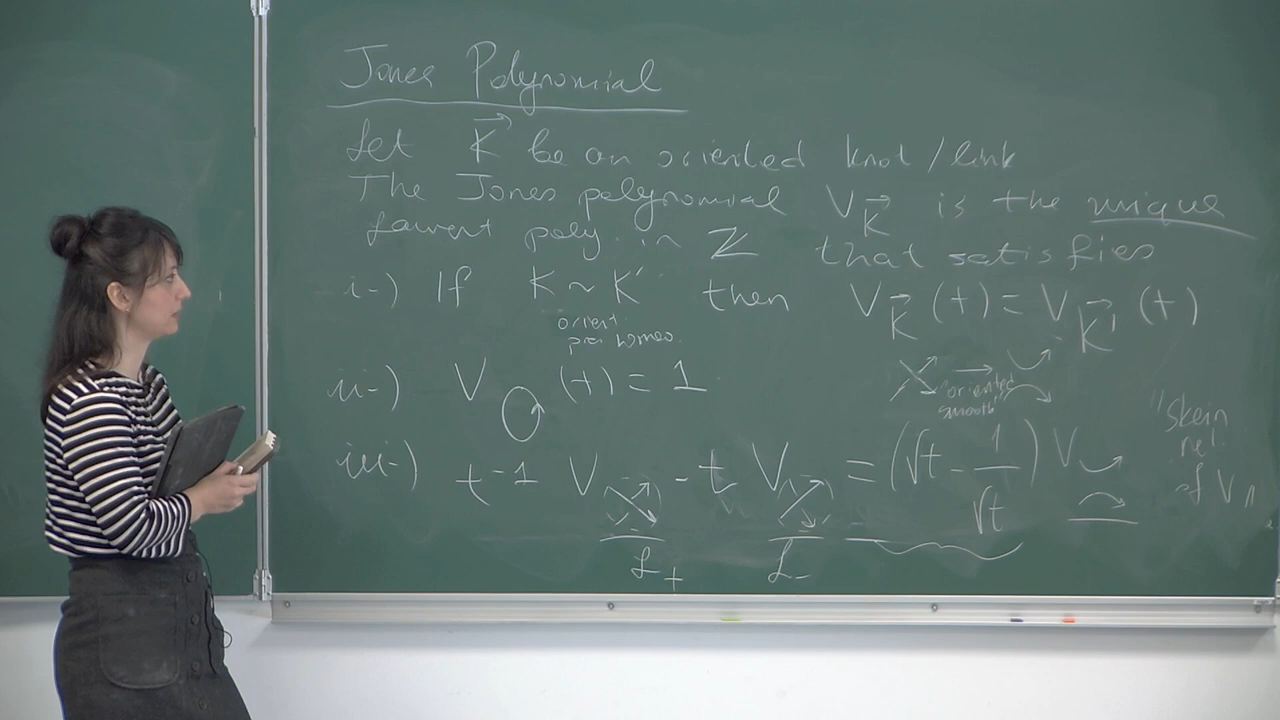 Jones Polynomial
Let K⃗ be an oriented knot/link
The Jones polynomial V_K⃗ is the unique
Laurent poly. in Z that satisfies
i-) If K ~ K' then V_K⃗ (t) = V_K⃗' (t)
orient.
pres homeo.
ii-) V_O (t) = 1
oriented
smooth
"Skein
rel.
of V"
iii-) t⁻¹ V - t V = (√t - 1/√t) V
L₊ L₋